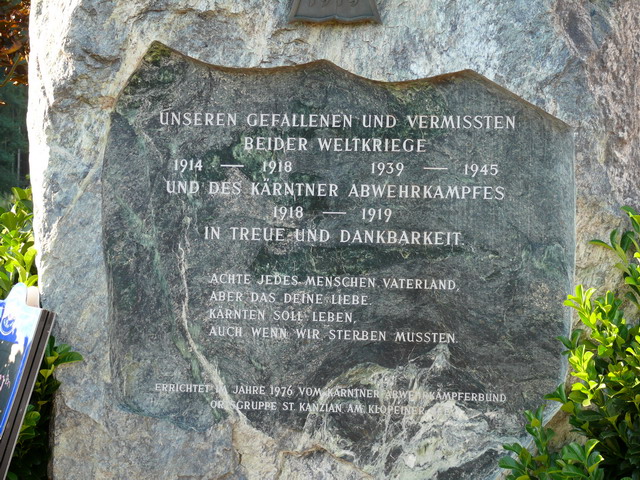 UNSEREN GEFALLENEN UND VERMISSTEN
BEIDER WELTKRIEGE
1914 — 1918 1939 — 1945
UND DES KÄRNTNER ABWEHRKAMPFES
1918 — 1919
IN TREUE UND DANKBARKEIT
ACHTE JEDES MENSCHEN VATERLAND,
ABER DAS DEINE LIEBE.
KÄRNTEN SOLL LEBEN,
AUCH WENN WIR STERBEN MUSSTEN.
ERRICHTET IM JAHRE 1976 VOM KÄRNTNER ABWEHRKÄMPFERBUND
ORTSGRUPPE ST. KANZIAN AM KLOPEINER